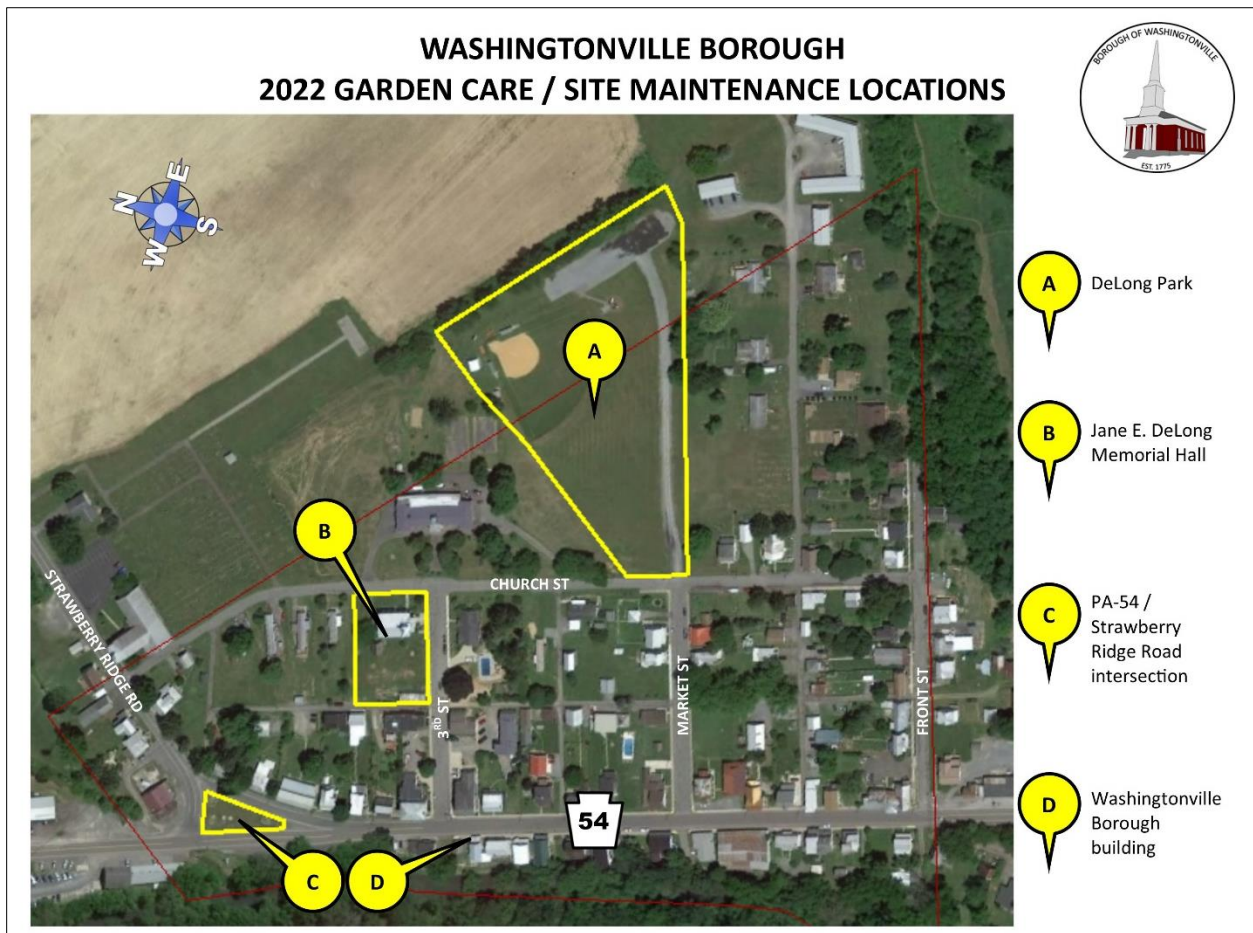 WASHINGTONVILLE BOROUGH
2022 GARDEN CARE / SITE MAINTENANCE LOCATIONS
BOROUGH OF WASHINGTONVILLE
EST. 1775
N
E
W
S
A
B
CHURCH ST
STRAWBERRY RIDGE RD
3RD ST
MARKET ST
FRONT ST
54
C
D
A
DeLong Park
B
Jane E. DeLong
Memorial Hall
C
PA-54 /
Strawberry
Ridge Road
intersection
D
Washingtonville
Borough
building